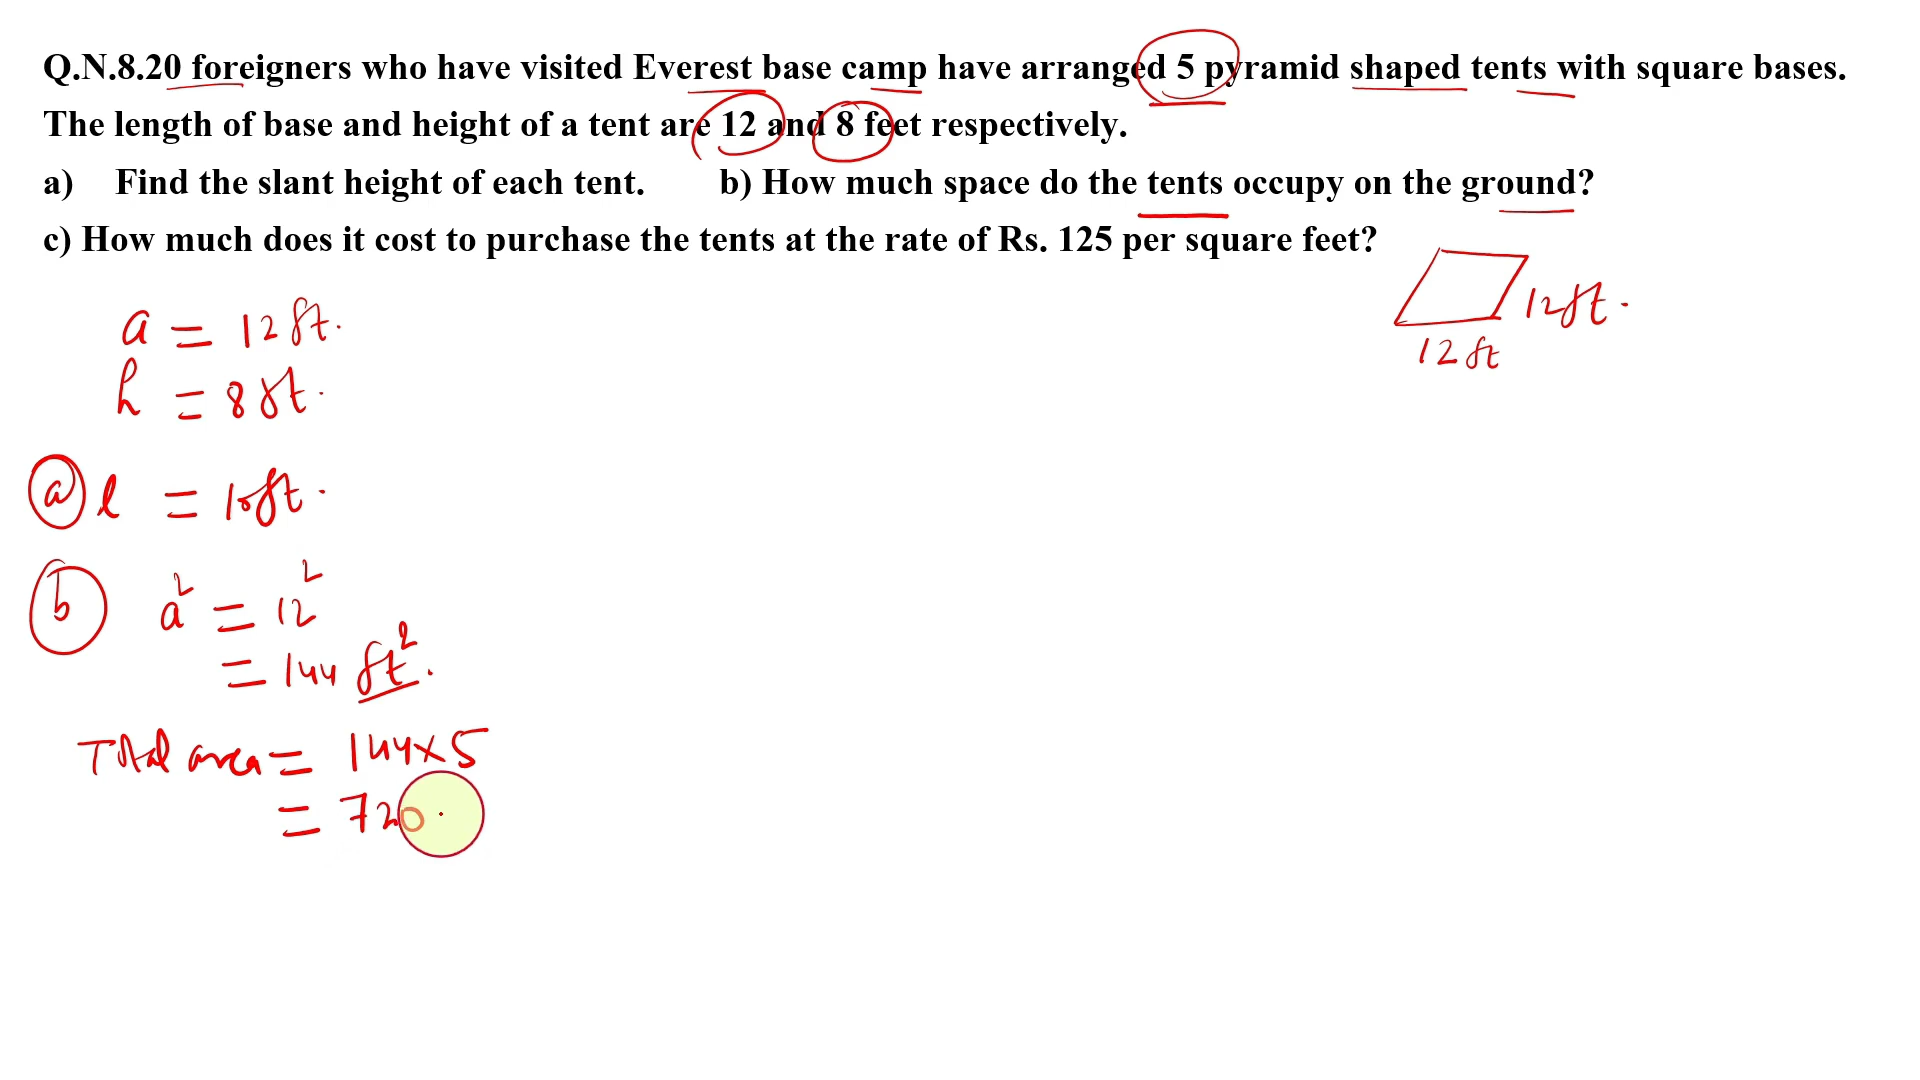 Q.N.8.20 foreigners who have visited Everest base camp have arranged 5 pyramid shaped tents with square bases.
The length of base and height of a tent are 12 and 8 feet respectively.
a) Find the slant height of each tent. b) How much space do the tents occupy on the ground?
c) How much does it cost to purchase the tents at the rate of Rs. 125 per square feet?
12ft.
12 ft
a = 12 ft.
h = 8 ft.
a) l = 10ft.
b a² = 12²
= 144 ft².
Total area = 144×5
= 720